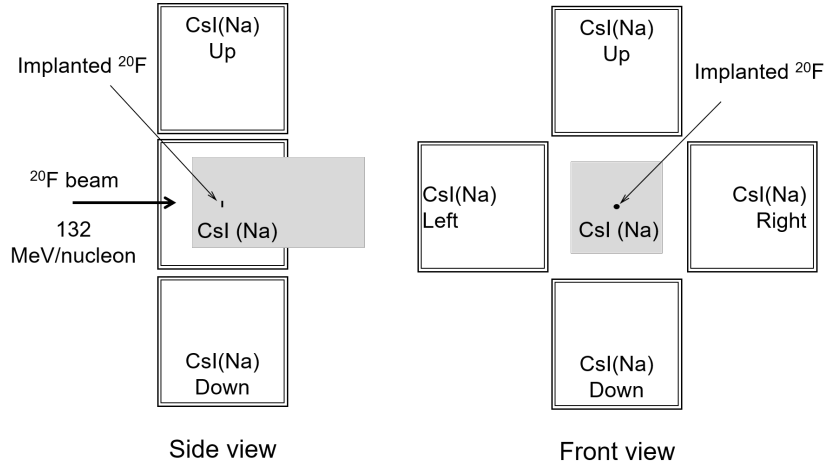 CsI(Na)
Up
Implanted ²⁰F
²⁰F beam
132
MeV/nucleon
CsI (Na)
CsI(Na)
Down
Side view
CsI(Na)
Up
Implanted ²⁰F
CsI(Na)
Left
CsI (Na)
CsI(Na)
Right
CsI(Na)
Down
Front view